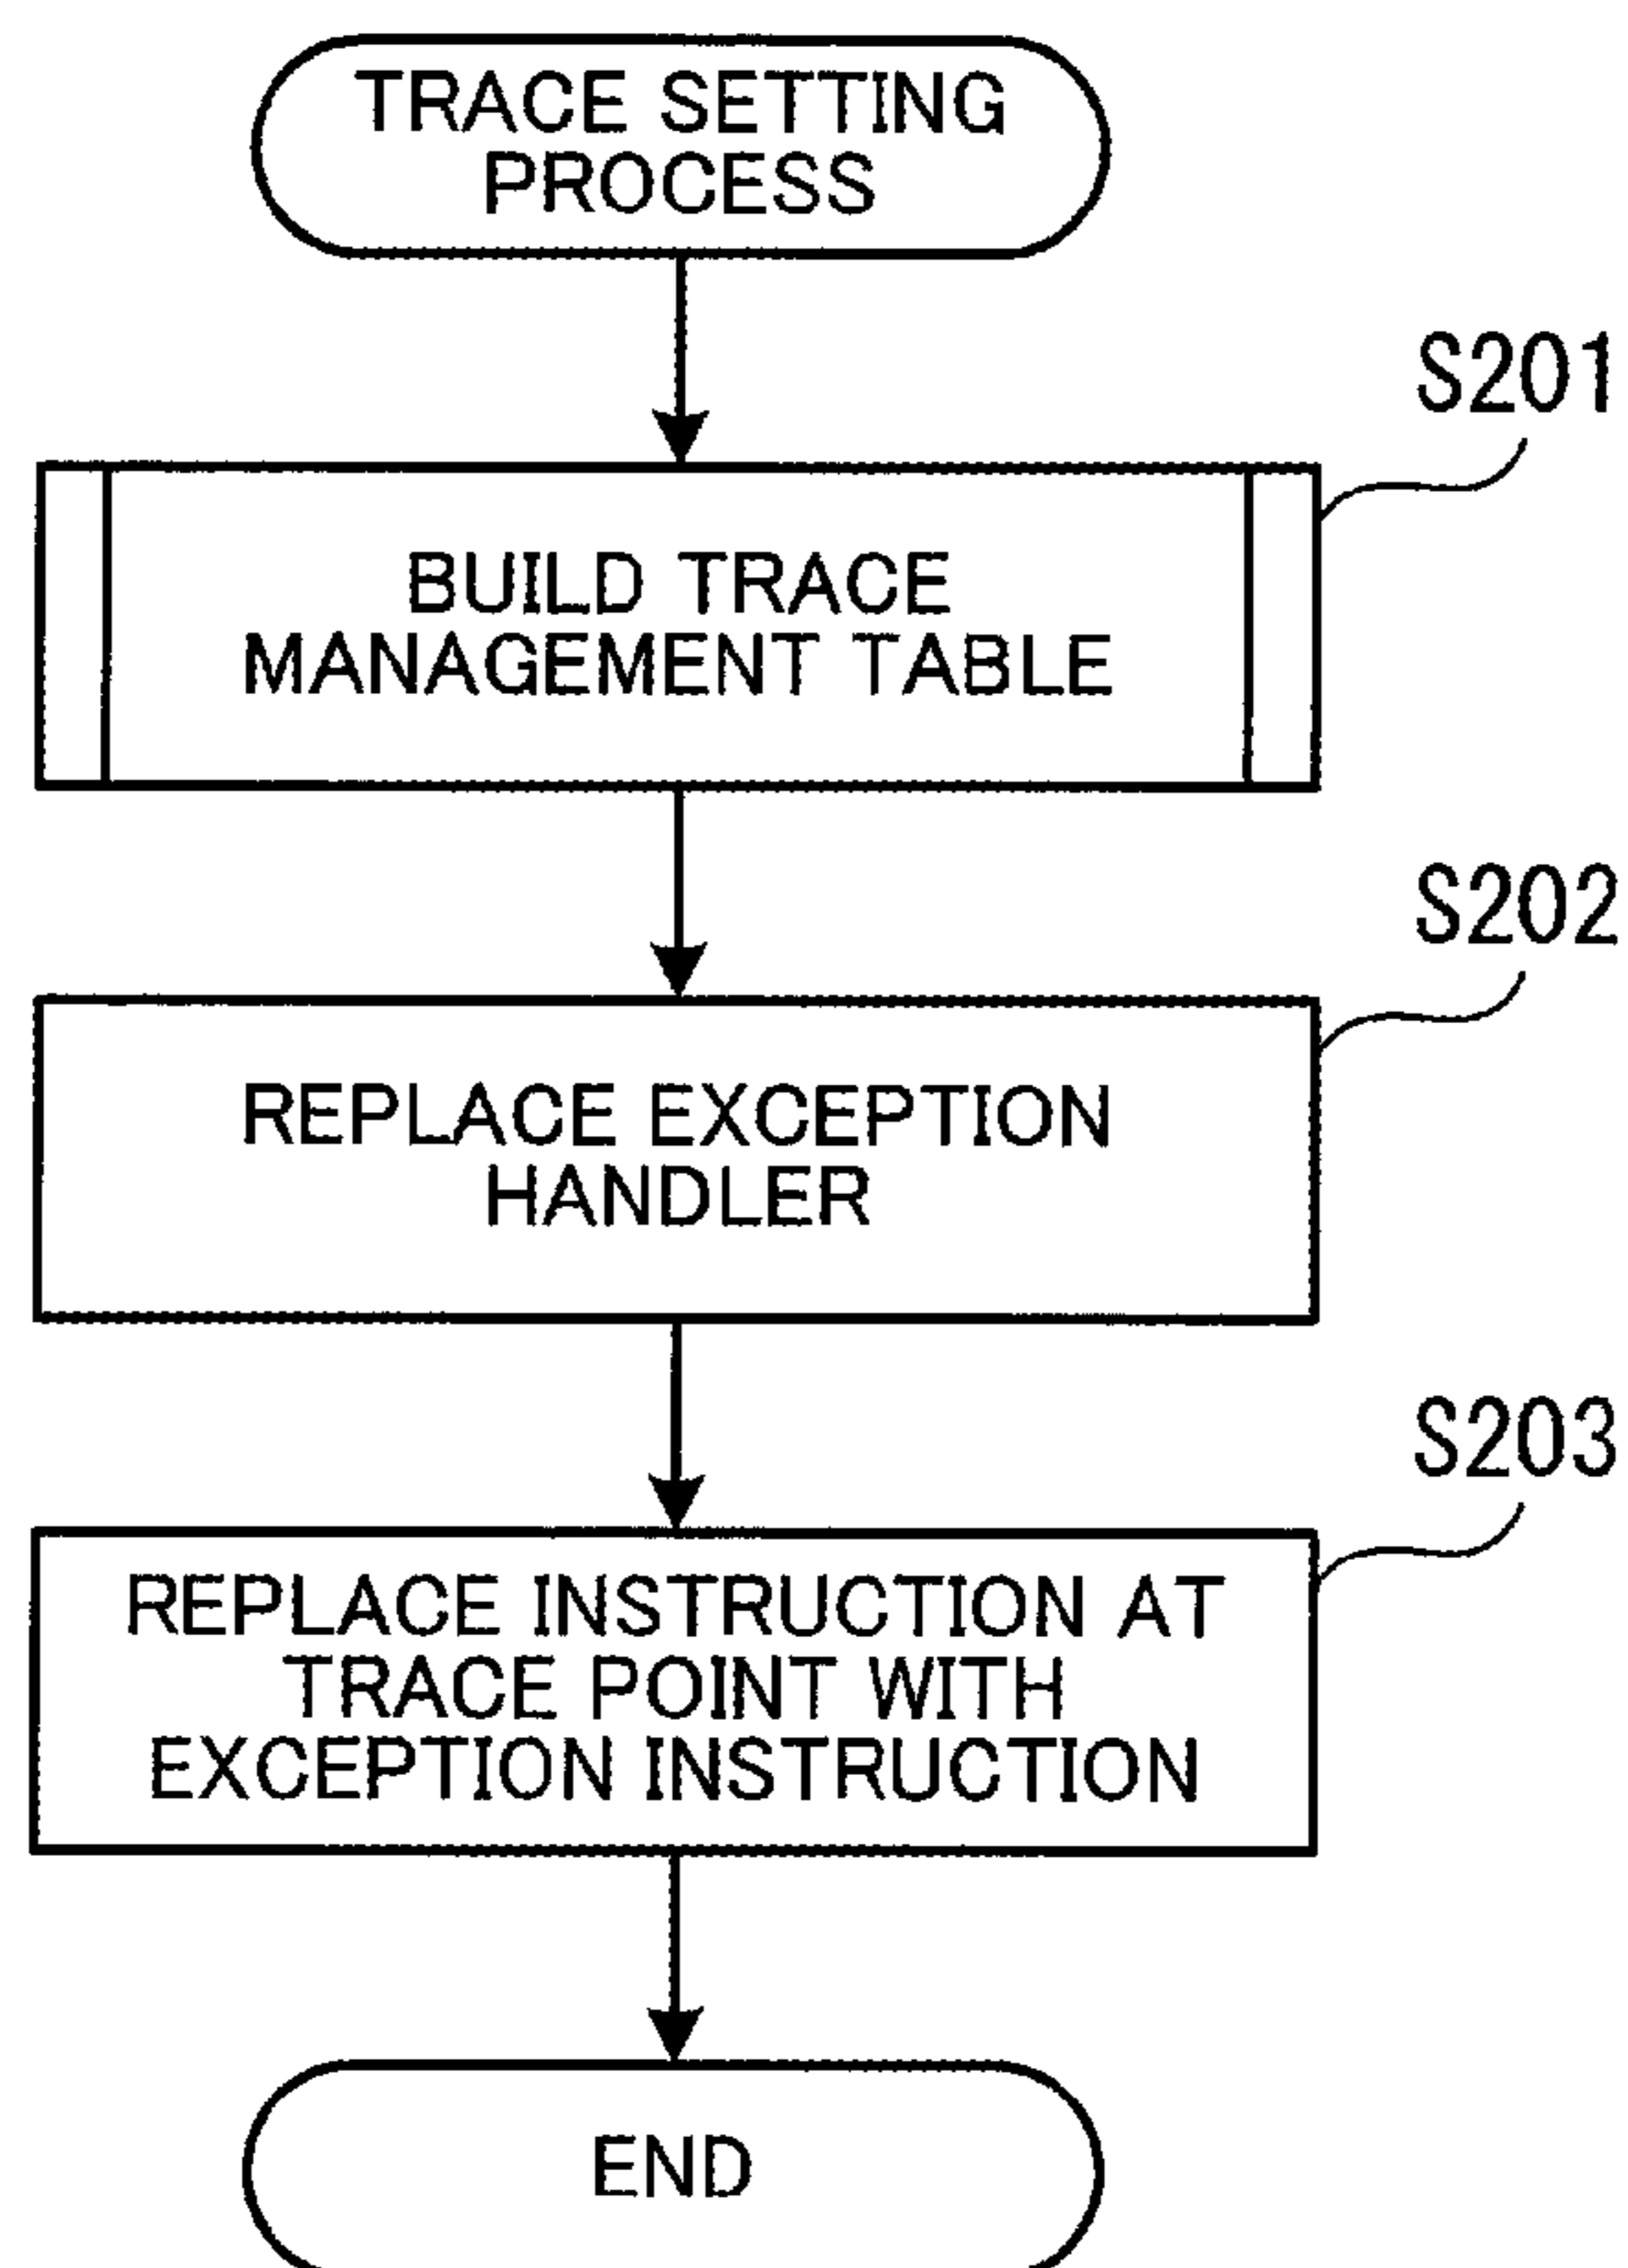 TRACE SETTING
PROCESS
S201
BUILD TRACE
MANAGEMENT TABLE
S202
REPLACE EXCEPTION
HANDLER
S203
REPLACE INSTRUCTION AT
TRACE POINT WITH
EXCEPTION INSTRUCTION
END